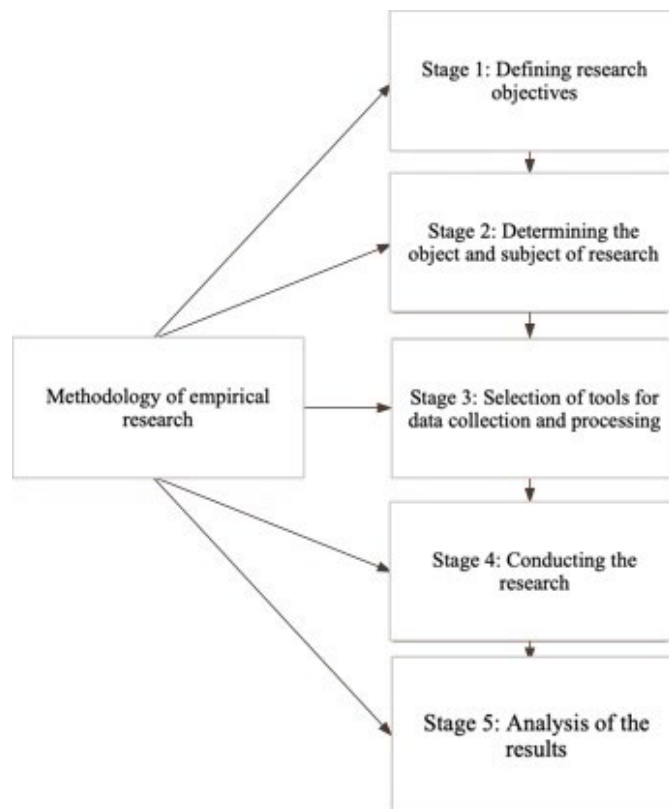 Stage 1: Defining research
objectives
Stage 2: Determining the
object and subject of research
Methodology of empirical
research
Stage 3: Selection of tools for
data collection and processing
Stage 4: Conducting the
research
Stage 5: Analysis of the
results